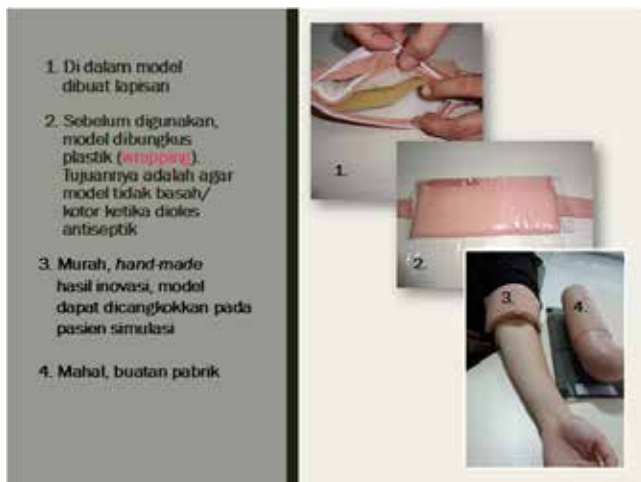 1. Di dalam model
dibuat lapisan
2. Sebelum digunakan,
model dibungkus
plastik (wrapping).
Tujuannya adalah agar
model tidak basah/
kotor ketika dioles
antiseptik
3. Murah, hand-made
hasil inovasi, model
dapat dicangkokkan pada
pasien simulasi
4. Mahal, buatan pabrik
1.
2.
3.
4.